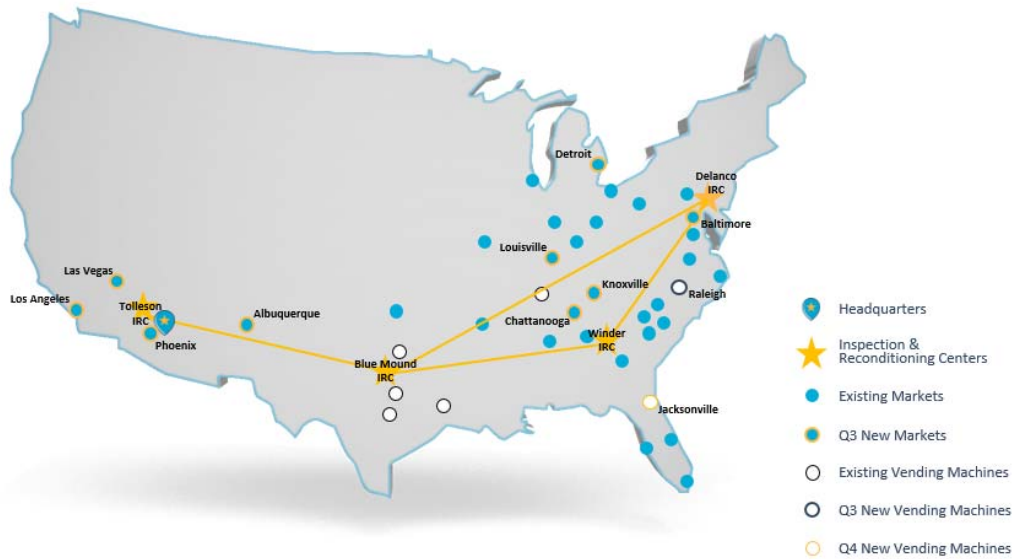 Detroit
Delanco
IRC
Baltimore
Louisville
Las Vegas
Knoxville
Los Angeles
Tolleson
IRC
Raleigh
Albuquerque
Chattanooga
Phoenix
Winder
IRC
Blue Mound
IRC
Jacksonville
Headquarters
Inspection &
Reconditioning Centers
Existing Markets
Q3 New Markets
Existing Vending Machines
Q3 New Vending Machines
Q4 New Vending Machines